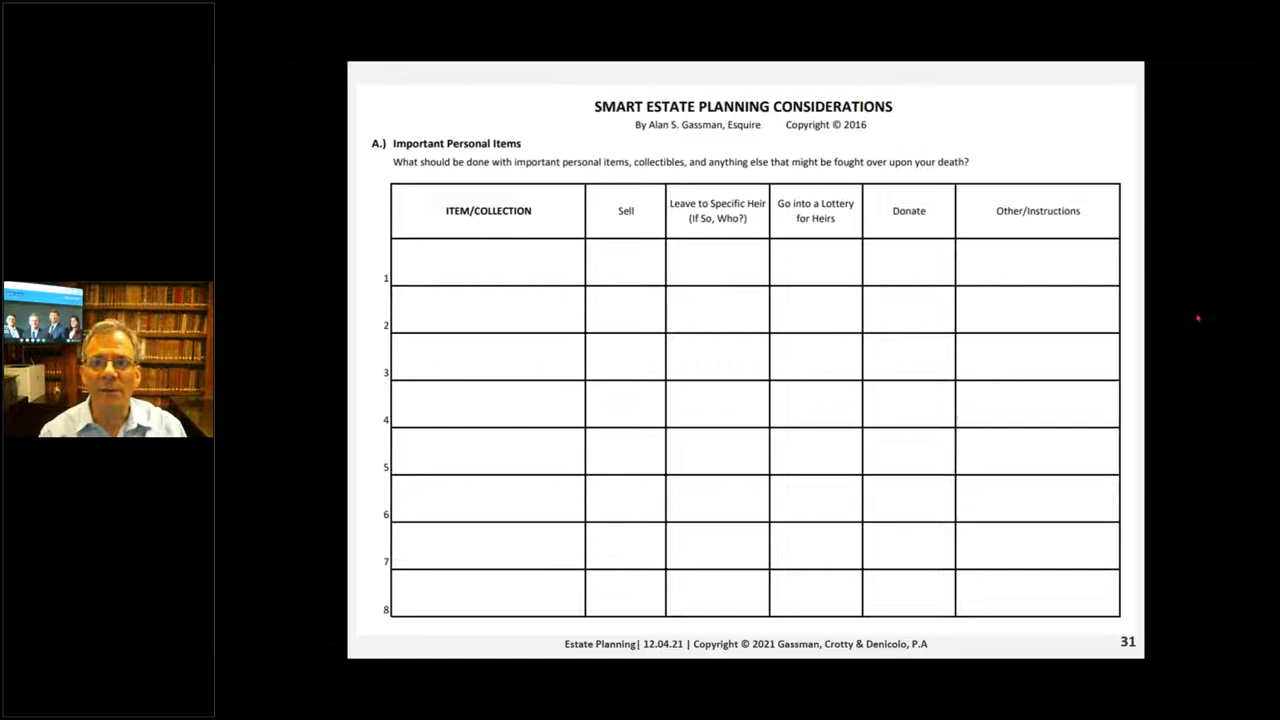 SMART ESTATE PLANNING CONSIDERATIONS
By Alan S. Gassman, Esquire Copyright © 2016
A.) Important Personal Items
What should be done with important personal items, collectibles, and anything else that might be fought over upon your death?
ITEM/COLLECTION
Sell
Leave to Specific Heir
(If So, Who?)
Go into a Lottery
for Heirs
Donate
Other/Instructions
1
2
3
4
5
6
7
8
Estate Planning| 12.04.21 | Copyright © 2021 Gassman, Crotty & Denicolo, P.A
31